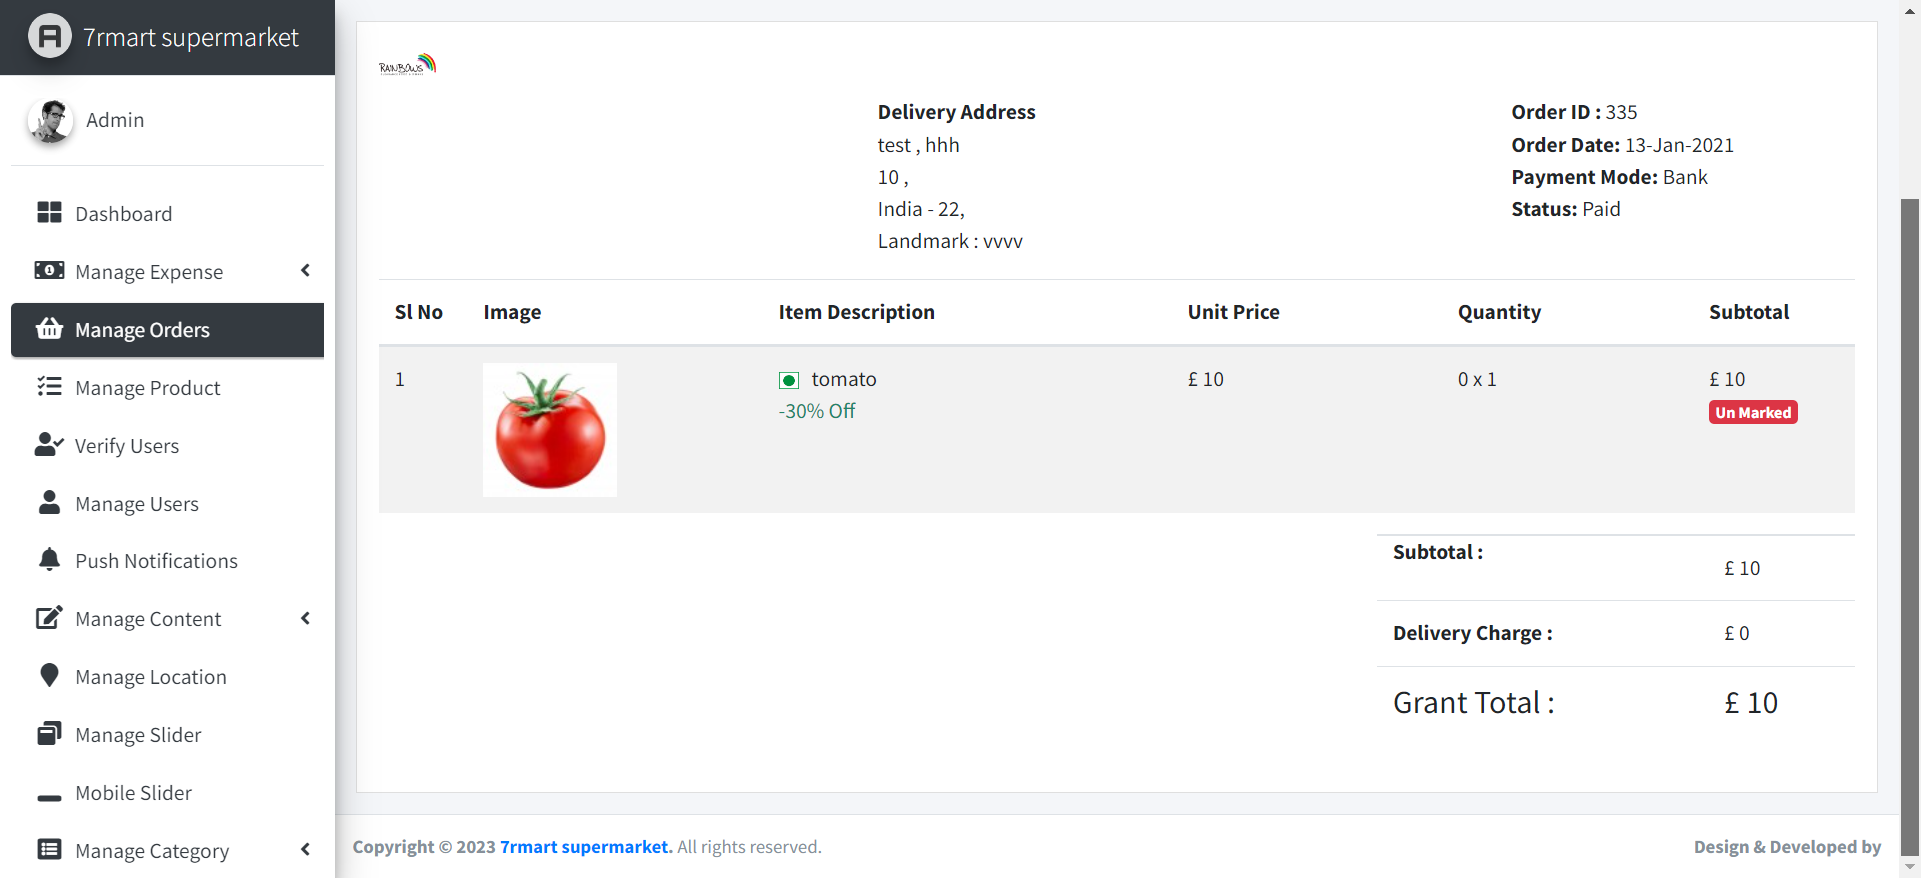 7rmart supermarket
Admin
Dashboard
Manage Expense
Manage Orders
Manage Product
Verify Users
Manage Users
Push Notifications
Manage Content
Manage Location
Manage Slider
Mobile Slider
Manage Category
RAINBOWS
Delivery Address
test , hhh
10 ,
India - 22,
Landmark : vvvv
Order ID : 335
Order Date: 13-Jan-2021
Payment Mode: Bank
Status: Paid
Sl No Image Item Description Unit Price Quantity Subtotal
1 tomato £ 10 0 x 1 £ 10
-30% Off Un Marked
Subtotal : £ 10
Delivery Charge : £ 0
Grant Total : £ 10
Copyright © 2023 7rmart supermarket. All rights reserved. Design & Developed by